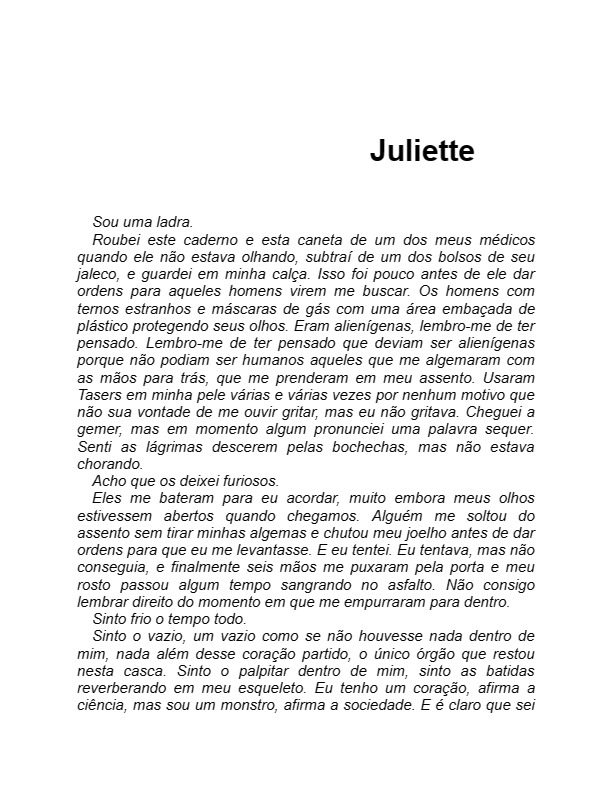 Juliette
Sou uma ladra.
Roubei este caderno e esta caneta de um dos meus médicos
quando ele não estava olhando, subtraí de um dos bolsos de seu
jaleco, e guardei em minha calça. Isso foi pouco antes de ele dar
ordens para aqueles homens virem me buscar. Os homens com
ternos estranhos e máscaras de gás com uma área embaçada de
plástico protegendo seus olhos. Eram alienígenas, lembro-me de ter
pensado. Lembro-me de ter pensado que deviam ser alienígenas
porque não podiam ser humanos aqueles que me algemaram com
as mãos para trás, que me prenderam em meu assento. Usaram
Tasers em minha pele várias e várias vezes por nenhum motivo que
não sua vontade de me ouvir gritar, mas eu não gritava. Cheguei a
gemer, mas em momento algum pronunciei uma palavra sequer.
Senti as lágrimas descerem pelas bochechas, mas não estava
chorando.
Acho que os deixei furiosos.
Eles me bateram para eu acordar, muito embora meus olhos
estivessem abertos quando chegamos. Alguém me soltou do
assento sem tirar minhas algemas e chutou meu joelho antes de dar
ordens para que eu me levantasse. E eu tentei. Eu tentava, mas não
conseguia, e finalmente seis mãos me puxaram pela porta e meu
rosto passou algum tempo sangrando no asfalto. Não consigo
lembrar direito do momento em que me empurraram para dentro.
Sinto frio o tempo todo.
Sinto o vazio, um vazio como se não houvesse nada dentro de
mim, nada além desse coração partido, o único órgão que restou
nesta casca. Sinto o palpitar dentro de mim, sinto as batidas
reverberando em meu esqueleto. Eu tenho um coração, afirma a
ciência, mas sou um monstro, afirma a sociedade. E é claro que sei